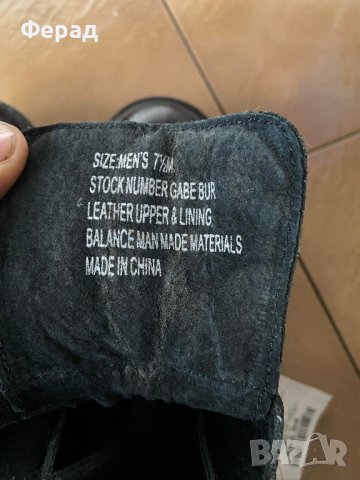 Ферад
SIZE:MEN'S 7½M
STOCK NUMBER GABE BUR
LEATHER UPPER & LINING
BALANCE MAN MADE MATERIALS
MADE IN CHINA
BAZAR